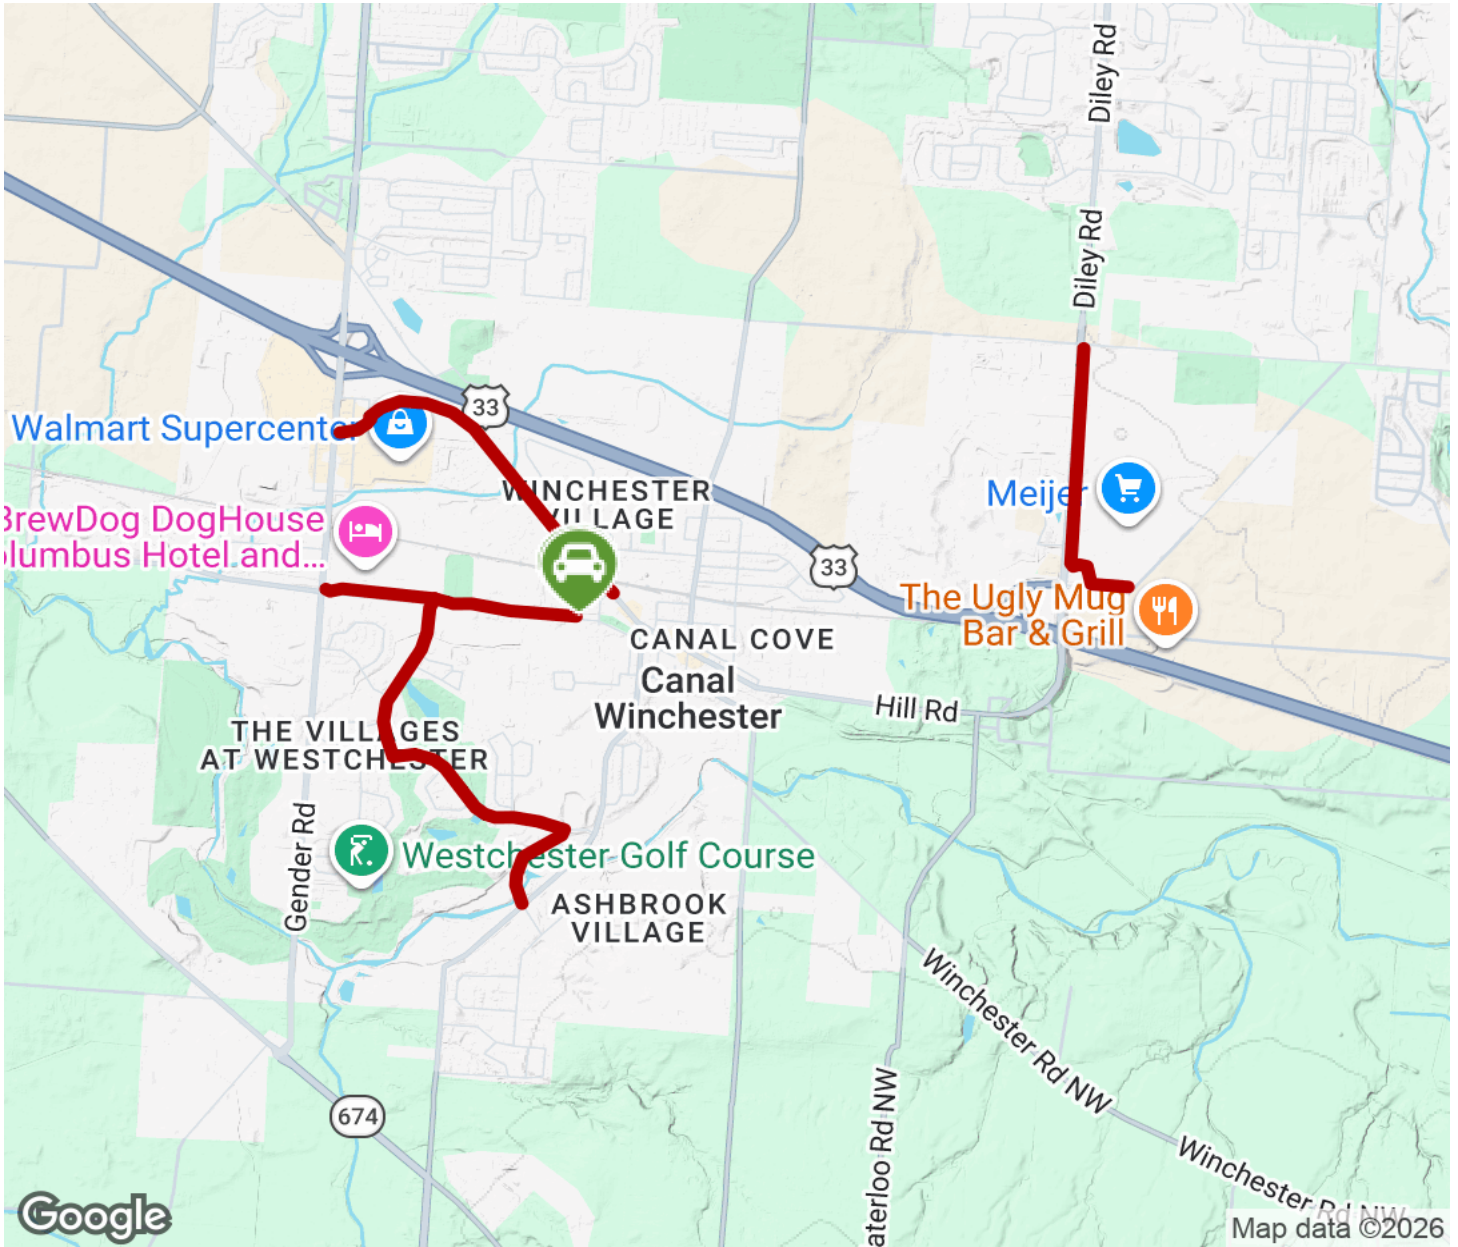 Diley Rd
Diley Rd
33
Walmart Supercenter
WINCHESTER
VILLAGE
Meijer
BrewDog DogHouse
olumbus Hotel and...
33
The Ugly Mug
Bar & Grill
CANAL COVE
Canal
Winchester
Hill Rd
THE VILLAGES
AT WESTCHESTER
Gender Rd
Westchester Golf Course
ASHBROOK
VILLAGE
Winchester Rd NW
674
aterloo Rd NW
Winchester Rd NW
Google
Map data ©2026